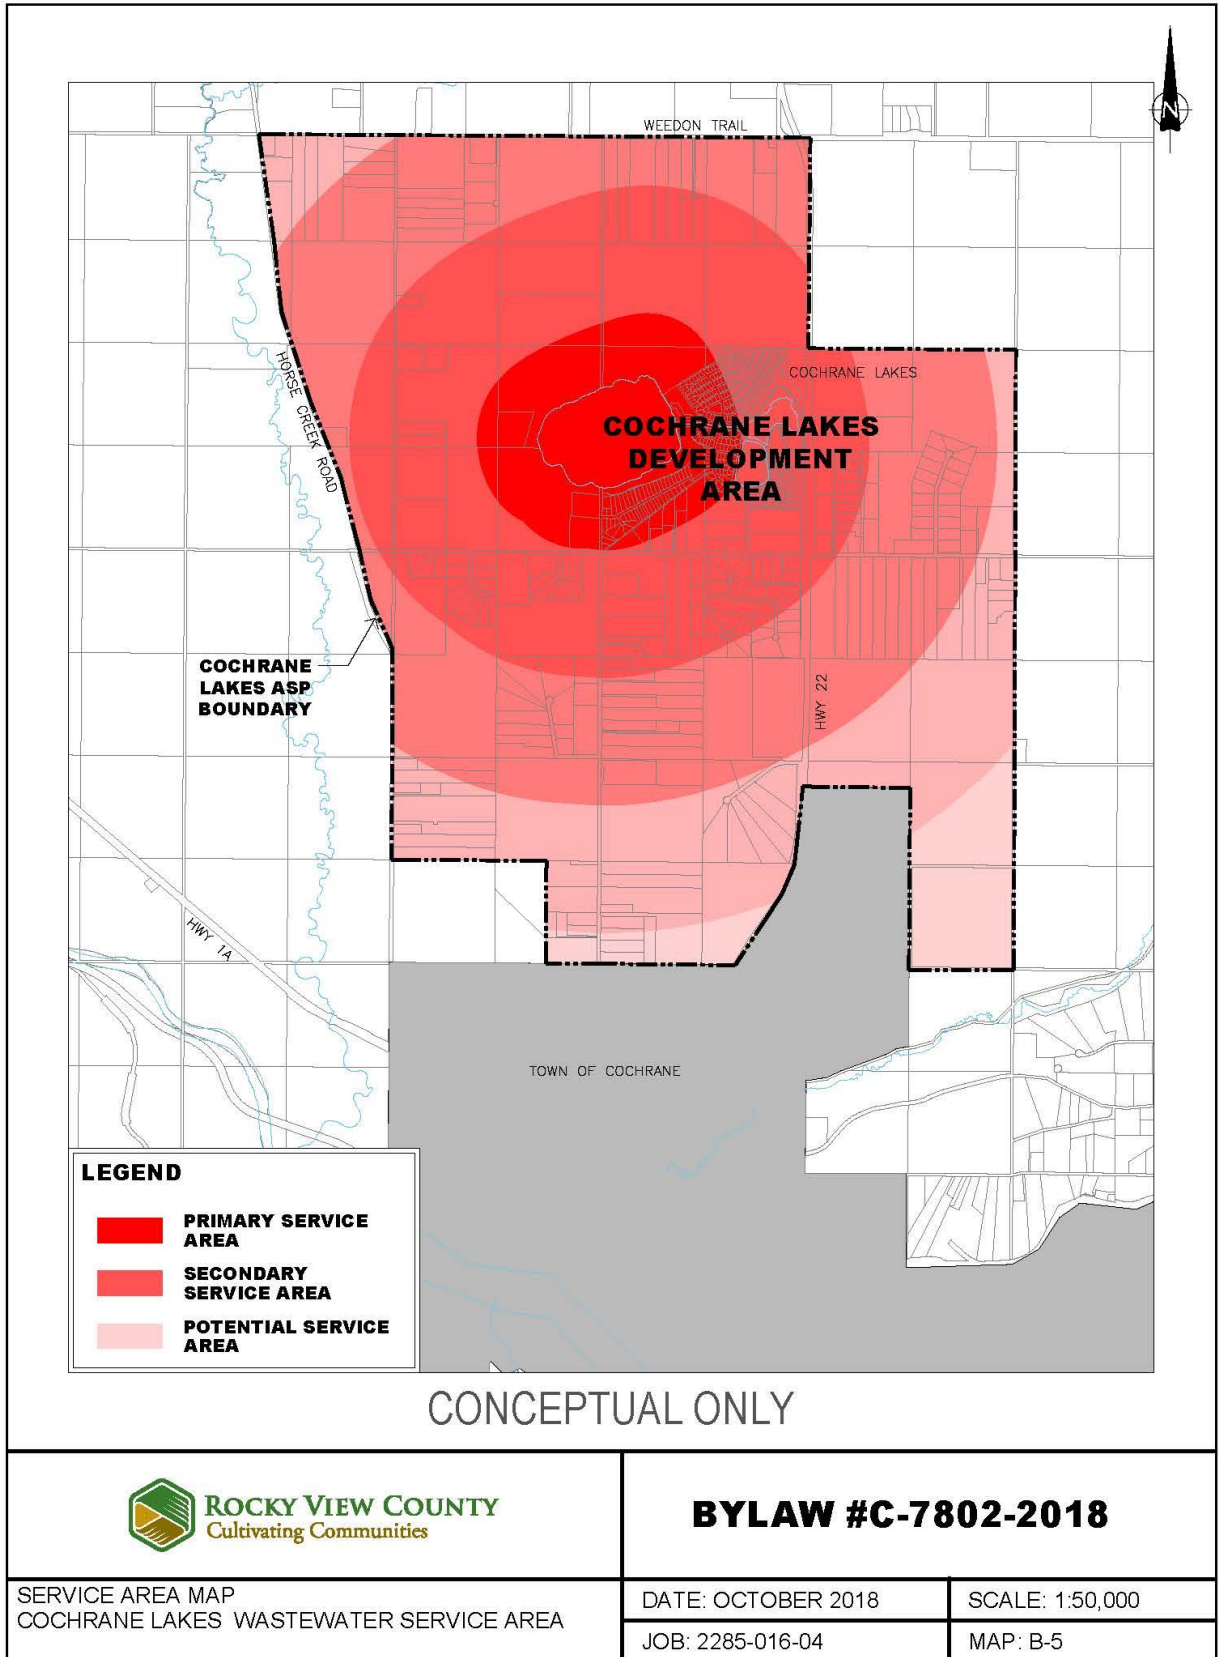 N
WEEDON TRAIL
COCHRANE LAKES
HORSE CREEK ROAD
COCHRANE LAKES
DEVELOPMENT
AREA
COCHRANE
LAKES ASP
BOUNDARY
HWY 22
HWY 1A
TOWN OF COCHRANE
LEGEND
PRIMARY SERVICE
AREA
SECONDARY
SERVICE AREA
POTENTIAL SERVICE
AREA
CONCEPTUAL ONLY
ROCKY VIEW COUNTY
Cultivating Communities
BYLAW #C-7802-2018
SERVICE AREA MAP
COCHRANE LAKES WASTEWATER SERVICE AREA
DATE: OCTOBER 2018
SCALE: 1:50,000
JOB: 2285-016-04
MAP: B-5